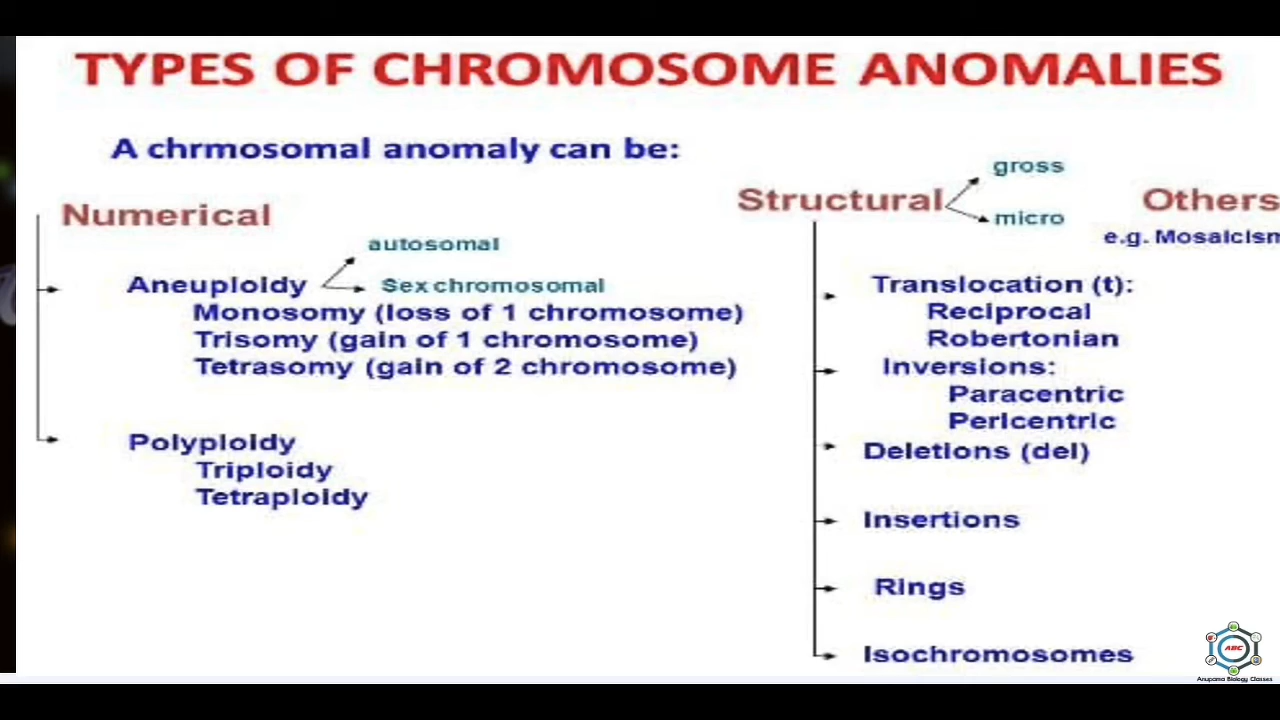 TYPES OF CHROMOSOME ANOMALIES
A chrmosomal anomaly can be:
Numerical
autosomal
Aneuploidy
Sex chromosomal
Monosomy (loss of 1 chromosome)
Trisomy (gain of 1 chromosome)
Tetrasomy (gain of 2 chromosome)
Polyploidy
Triploidy
Tetraploidy
Structural
gross
micro
Translocation (t):
Reciprocal
Robertonian
Inversions:
Paracentric
Pericentric
Deletions (del)
Insertions
Rings
Isochromosomes
Others
e.g. Mosaicism
ABC
Anupama Biology Classes